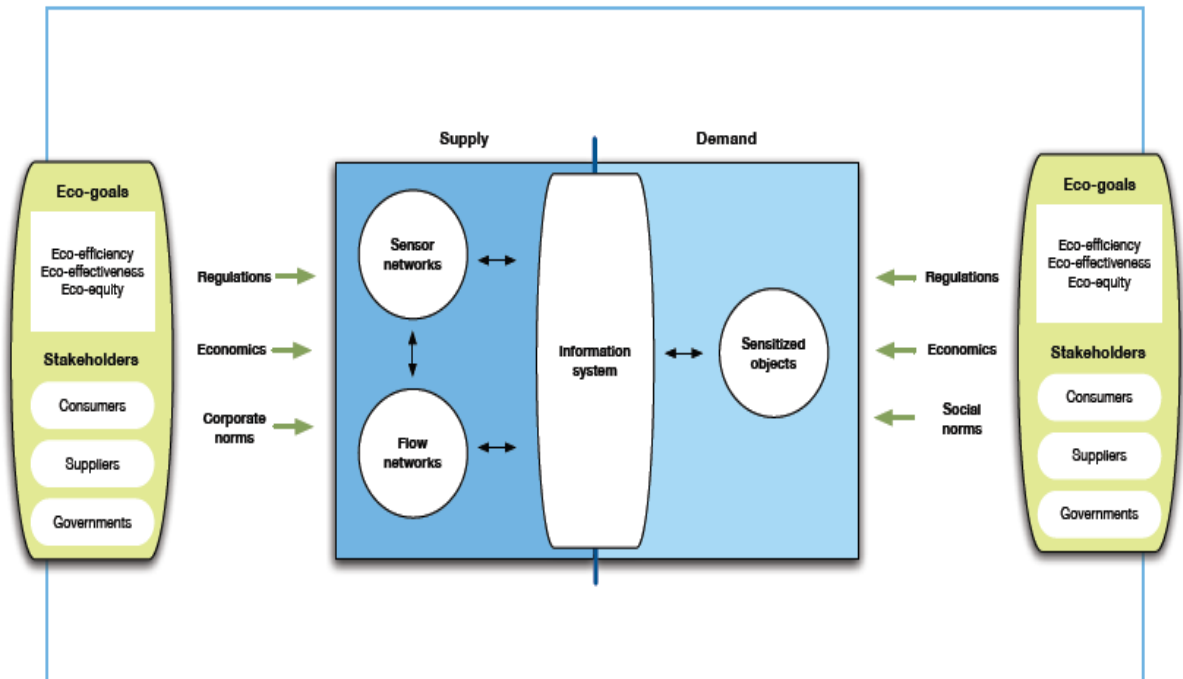 Supply
Demand
Eco-goals
Eco-efficiency
Eco-effectiveness
Eco-equity
Stakeholders
Consumers
Suppliers
Governments
Regulations
Economics
Corporate
norms
Sensor
networks
Flow
networks
Information
system
Sensitized
objects
Regulations
Economics
Social
norms
Eco-goals
Eco-efficiency
Eco-effectiveness
Eco-equity
Stakeholders
Consumers
Suppliers
Governments